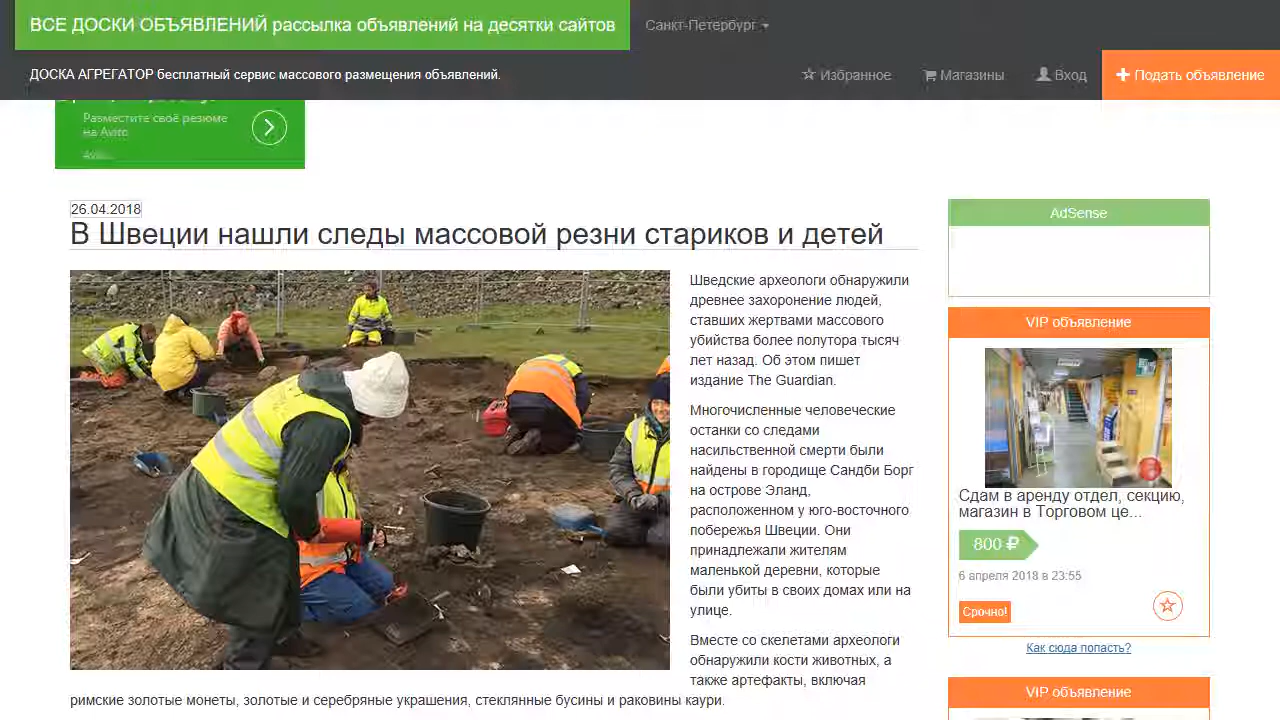 ВСЕ ДОСКИ ОБЪЯВЛЕНИЙ рассылка объявлений на десятки сайтов
Санкт-Петербург
ДОСКА АГРЕГАТОР бесплатный сервис массового размещения объявлений.
Избранное
Магазины
Вход
Подать объявление
Разместите своё резюме
на Avito
26.04.2018
В Швеции нашли следы массовой резни стариков и детей
Шведские археологи обнаружили
древнее захоронение людей,
ставших жертвами массового
убийства более полутора тысяч
лет назад. Об этом пишет
издание The Guardian.
Многочисленные человеческие
останки со следами
насильственной смерти были
найдены в городище Сандби Борг
на острове Эланд,
расположенном у юго-восточного
побережья Швеции. Они
принадлежали жителям
маленькой деревни, которые
были убиты в своих домах или на
улице.
Вместе со скелетами археологи
обнаружили кости животных, а
также артефакты, включая
римские золотые монеты, золотые и серебряные украшения, стеклянные бусины и раковины каури.
AdSense
VIP объявление
Сдам в аренду отдел, секцию,
магазин в Торговом це...
800 ₽
6 апреля 2018 в 23:55
Срочно!
Как сюда попасть?
VIP объявление